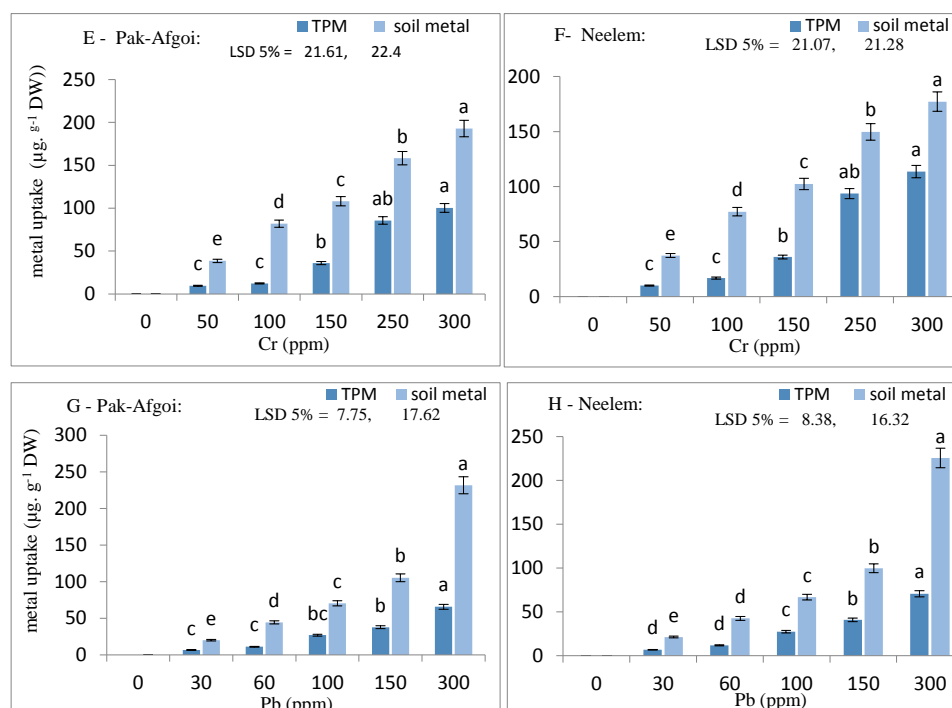 E - Pak-Afgoi:
TPM soil metal
LSD 5% = 21.61, 22.4
metal uptake (µg. g-1 DW))
250
200
150
100
50
0
e
c
d
c
c
b
b
ab
a
a
0 50 100 150 250 300
Cr (ppm)
F- Neelem:
TPM soil metal
LSD 5% = 21.07, 21.28
200
150
100
50
0
e
c
d
c
c
b
b
ab
a
a
0 50 100 150 250 300
Cr (ppm)
G - Pak-Afgoi:
TPM soil metal
LSD 5% = 7.75, 17.62
metal uptake (µg. g-1 DW)
300
250
200
150
100
50
0
c e
c
d
bc
c
b
b
a
a
0 30 60 100 150 300
Pb (ppm)
H - Neelem:
TPM soil metal
LSD 5% = 8.38, 16.32
250
200
150
100
50
0
d e
d
d
c
c
b
b
a
a
0 30 60 100 150 300
Pb (ppm)